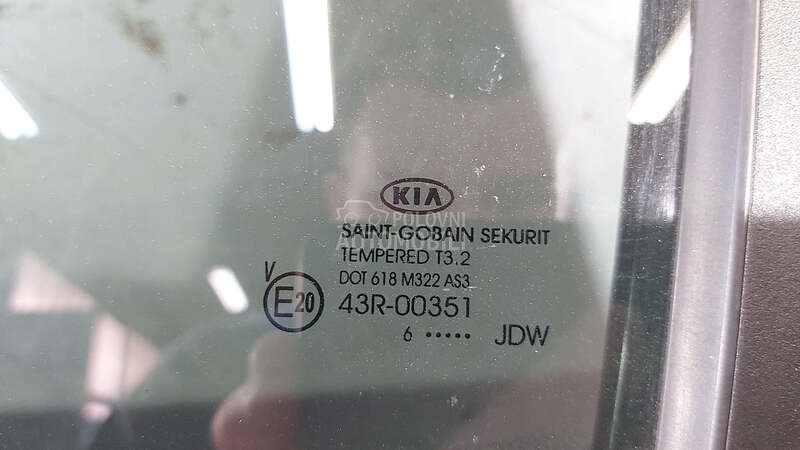 KIA
POLOVNI
AUTOMOBILI
SAINT-GOBAIN SEKURIT
TEMPERED T3.2
DOT 618 M322 AS3
V
E20 43R-00351
6 ••••• JDW